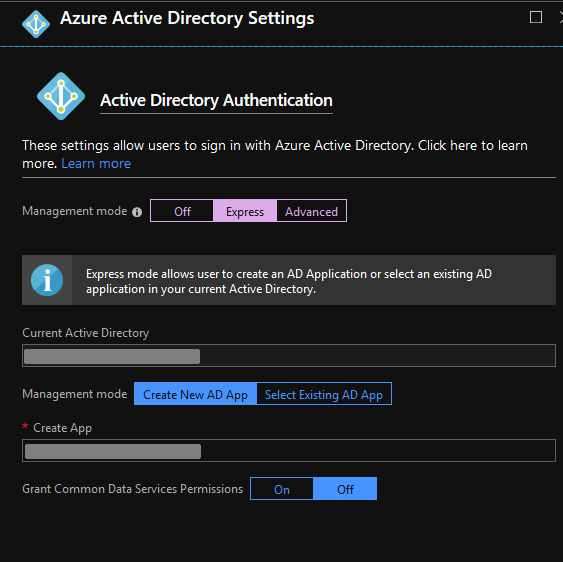 Azure Active Directory Settings
Active Directory Authentication
These settings allow users to sign in with Azure Active Directory. Click here to learn
more. Learn more
Management mode Off Express Advanced
Express mode allows user to create an AD Application or select an existing AD
application in your current Active Directory.
Current Active Directory
Management mode Create New AD App Select Existing AD App
* Create App
Grant Common Data Services Permissions On Off